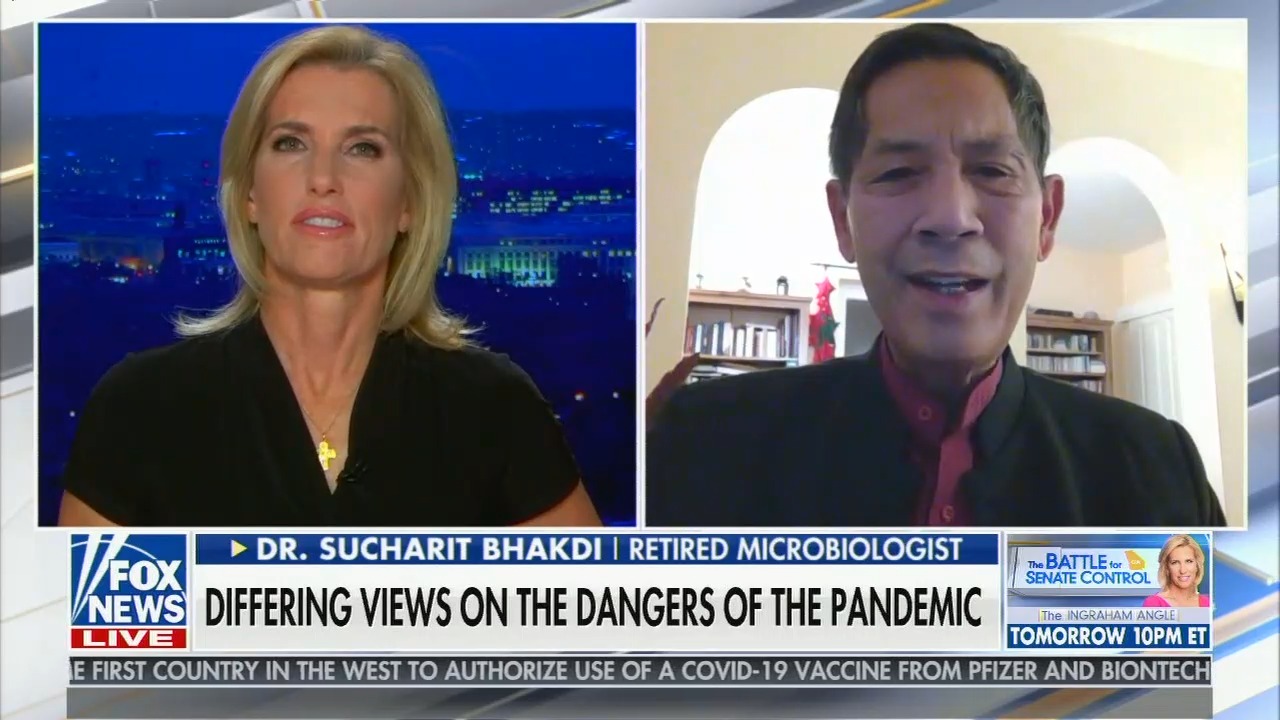 DR. SUCHARIT BHAKDI | RETIRED MICROBIOLOGIST
FOX
NEWS
LIVE
DIFFERING VIEWS ON THE DANGERS OF THE PANDEMIC
The BATTLE for
SENATE CONTROL
GA
The INGRAHAM ANGLE
TOMORROW 10PM ET
FIRST COUNTRY IN THE WEST TO AUTHORIZE USE OF A COVID-19 VACCINE FROM PFIZER AND BIONTECH